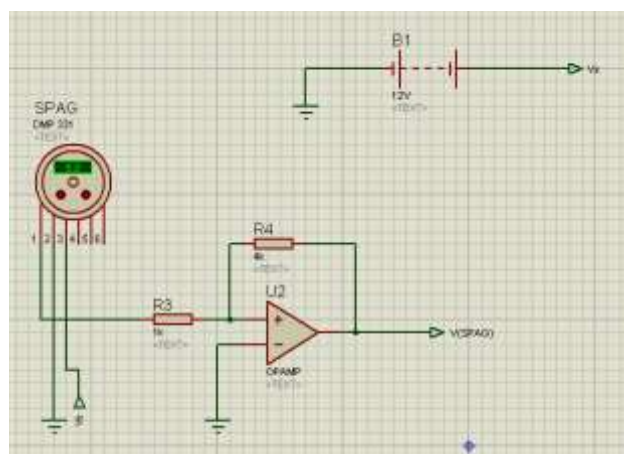 B1
Vs
12V
<TEXT>
SPAG
DMP 331
<TEXT>
1 2 3 4 5 6
R4
4k
<TEXT>
R3
1k
<TEXT>
U2
+
−
V(SPAG)
OPAMP
<TEXT>